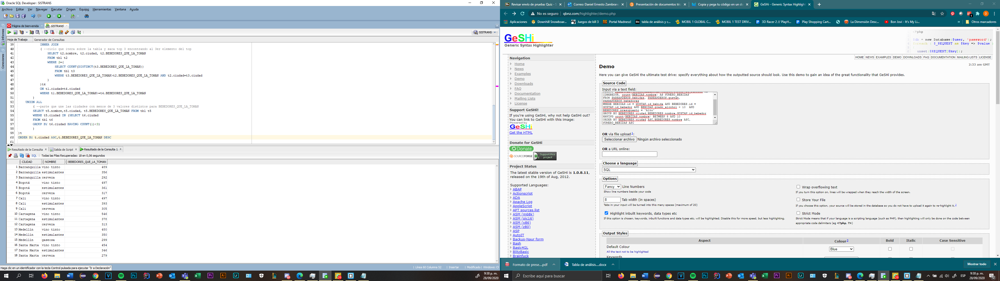 Oracle SQL Developer : SISTRANS
Archivo Editar Ver Navegar Ejecutar Origen Equipo Herramientas Ventana Ayuda
Página de bienvenida SISTRANS
SISTRANS
Informes
Conexiones
Hoja de Trabajo Generador de Consultas
39 INNER JOIN
40 ( --ciclo que itera sobre la tabla y saca top 3 encontrando al 3er elemento del top
41 SELECT t2.nombre, t2.ciudad, t2.BEBEDORES_QUE_LA_TOMAN
42 FROM tbl t2
43 WHERE 2=(
44 SELECT COUNT(DISTINCT(t3.BEBEDORES_QUE_LA_TOMAN))
45 FROM tbl t3
46 WHERE t3.BEBEDORES_QUE_LA_TOMAN>t2.BEBEDORES_QUE_LA_TOMAN AND t2.ciudad=t3.ciudad
47 )
48 )t4
49 ON t1.ciudad=t4.ciudad
50 WHERE t1.BEBEDORES_QUE_LA_TOMAN>=t4.BEBEDORES_QUE_LA_TOMAN
51 )
52 UNION ALL
53 ( --parte que une las ciudades con menos de 3 valores distintos para BEBEDORES_QUE_LA_TOMAN
54 SELECT t5.nombre,t5.ciudad, t5.BEBEDORES_QUE_LA_TOMAN FROM tbl t5
55 WHERE t5.ciudad IN (SELECT t6.ciudad
56 FROM tbl t6
57 GROUP BY t6.ciudad HAVING COUNT(1)<3)
58 )
59 )t
60 ORDER BY t.ciudad ASC,t.BEBEDORES_QUE_LA_TOMAN DESC
61
Resultado de la Consulta x Salida de Script x Resultado de la Consulta 1 x
SQL Todas las Filas Recuperadas: 18 en 0,06 segundos
CIUDAD NOMBRE BEBEDORES_QUE_LA_TOMAN
1 Barranquilla vino tinto 489
2 Barranquilla estimulantes 356
3 Barranquilla cerveza 292
4 Bogotá vino tinto 497
5 Bogotá estimulantes 361
6 Bogotá cerveza 317
7 Cali vino tinto 497
8 Cali estimulantes 393
9 Cali cerveza 305
10 Cartagena vino tinto 546
11 Cartagena estimulantes 378
12 Cartagena cerveza 313
13 Medellín vino tinto 480
14 Medellín estimulantes 350
15 Medellín gaseosa 299
16 Santa Marta vino tinto 454
17 Santa Marta estimulantes 346
18 Santa Marta cerveza 279
Haga clic en un identificador con la tecla Control pulsada para ejecutar "Ir a Declaración"
Línea 60 Columna 52 Insertar Modificado Windows: C
9:38 p. m.
28/09/2020
Revisar envío de prueba: Quiz - S Correo: Daniel Ernesto Zambrano Presentación de documentos téc Copia y pega tu código en un do GeSHi - Generic Syntax Highlight
No es seguro qbnz.com/highlighter/demo.php
Aplicaciones Downhill Snowboar... Juegos de kill 3 Portal Madness! tabla de análisis y c... MOBIL 1 GLOBAL C... MOBIL 1 TEST DRIV... 3D Racer 2 // PlayH... Play Shopping Cart... La Dimensión Desc... Bon Jovi - It's My Li... » Otros marcadores
GeSHi
Generic Syntax Highlighter
<?php
$db = new Database($user, 'password');
foreach ( $_REQUEST as $key => $value )
unset($REQUEST[$key]);
HOME NEWS EXAMPLES DEMO DOWNLOADS FAQ DOCUMENTATION MAILING LISTS LICENSE
2:33 am GMT
Navigation
Home
News
Examples
Demo
Downloads
FAQ
Documentation
Mailing Lists
License
Support GeSHi!
If you're using GeSHi, why not help GeSHi out? You can link to GeSHi with this image:
Powered by
GeSHi
Get the HTML
Donate for GeSHi
Donate
SOURCEFORGE Support this project
Project Status
The latest stable version of GeSHi is 1.0.8.11, released on the 19th of Aug, 2012.
Supported Languages:
ABAP
Actionscript
ADA
Apache Log
AppleScript
APT sources.list
ASM (m68k)
ASM (pic16)
ASM (x86)
ASM (z80)
ASP
AutoIT
Backus-Naur form
Bash
Basic4GL
BlitzBasic
Brainfuck
Demo
Here you can give GeSHi the ultimate test drive: specify everything about how the outputted source should look. Use this demo to gain an idea of the great functionality that GeSHi provides.
Source Code
Input via a text field:
IDBEBEDOR, count(BEBIDAS.nombre) AS NUMERO_BEBIDAS
FROM PARRANDEROS.bebidas, PARRANDEROS.gustan,
PARRANDEROS.bebedores
WHERE BEBIDAS.id = GUSTAN.id_bebida AND BEBEDORES.id =
GUSTAN.id_bebedor AND BEBIDAS.grado_alcohol > 10 AND
BEBEDORES.presupuesto = 'Alto'
GROUP BY BEBEDORES.ciudad,BEBEDORES.nombre,GUSTAN.id_bebedor
HAVING count(BEBIDAS.nombre) BETWEEN 5 AND 10
ORDER BY BEBEDORES.ciudad ASC,BEBEDORES.nombre ASC,
NUMERO_BEBIDAS ASC
OR via file upload1:
Seleccionar archivo Ningún archivo seleccionado
OR a URL online:
Choose a language
SQL
Options
Fancy Line Numbers
Show line numbers beside your code
8 Tab width (in spaces)
Tabs in your input will be turned into this many spaces (maximum of 20)
Highlight inbuilt keywords, data types etc
If this option is chosen, keywords, inbuilt functions and data types etc. will be highlighted. Disable this for more speed, but less highlighting.
Wrap overflowing text
If you turn this option on, lines will be wrapped when they reach the width of the screen.
Store Your File
If you choose this option, your source will be stored in the database so you do not have to upload it again to re-highlight it.2
Strict Mode
Strict Mode means that if your language is a scripting language (such as PHP), then highlighting will only be done on the code between
appropriate code delimiters (eg <?php, ?>)
Output Styles
Aspect Colour3 Bold Italic Case Sensitive
Default Colour
All the text not to be highlighted
Blue
Keywords
Formato de prese....pdf Tabla de análisis....docx Mostrar todo
Escribe aquí para buscar
ESP
9:38 p. m.
28/09/2020